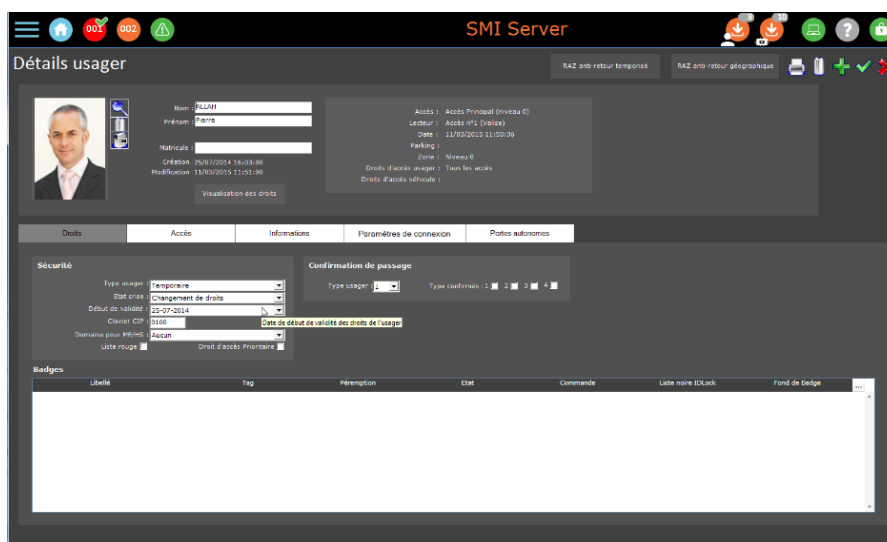 001 002 SMI Server 3 10 ?
Détails usager RAZ anti-retour temporisé RAZ anti-retour géographique
Nom : ALLAH
Prénom : Pierre
Matricule :
Création 25/07/2014 16:03:00
Modification 11/03/2015 11:51:00
Visualisation des droits
Accès : Accès Principal (niveau 0)
Lecteur : Accès n°1 (Valise)
Date : 11/03/2015 11:50:36
Parking :
Zone : Niveau 0
Droits d'accès usager : Tous les accès
Droits d'accès véhicule :
Droits Accès Informations Paramètres de connexion Portes autonomes
Sécurité
Type usager : Temporaire
Etat crise : Changement de droits
Début de validité : 25-07-2014
Clavier CIP : 0100
Date de début de validité des droits de l'usager
Domaine pour ME/HS : Aucun
Liste rouge Droit d'accès Prioritaire
Confirmation de passage
Type usager : 1 Type confirmés : 1 2 3 4
Badges
Libellé Tag Péremption Etat Commande Liste noire IDLock Fond de Badge ...